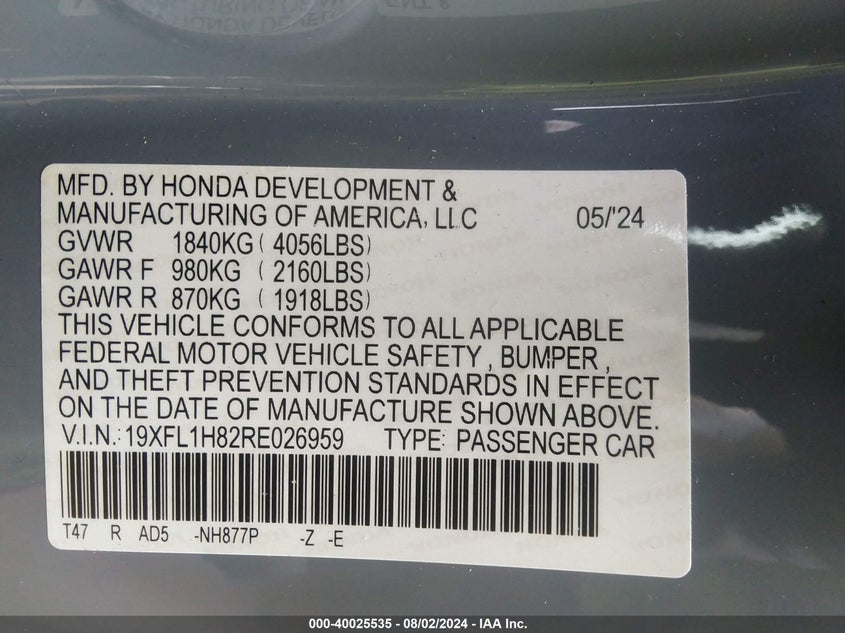 MFD. BY HONDA DEVELOPMENT &
MANUFACTURING OF AMERICA, LLC 05/'24
GVWR 1840KG ( 4056LBS)
GAWR F 980KG ( 2160LBS)
GAWR R 870KG ( 1918LBS)
THIS VEHICLE CONFORMS TO ALL APPLICABLE
FEDERAL MOTOR VEHICLE SAFETY , BUMPER ,
AND THEFT PREVENTION STANDARDS IN EFFECT
ON THE DATE OF MANUFACTURE SHOWN ABOVE.
V.I.N.: 19XFL1H82RE026959 TYPE: PASSENGER CAR
T47 R AD5 -NH877P -Z -E
000-40025535 - 08/02/2024 - IAA Inc.